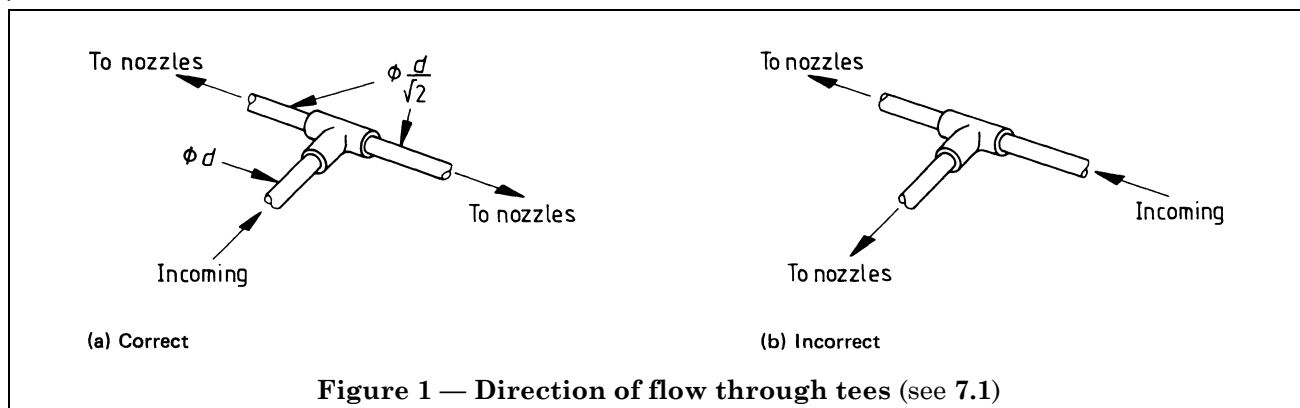 To nozzles
ϕ d/√2
ϕ d
To nozzles
Incoming
(a) Correct
To nozzles
Incoming
To nozzles
(b) Incorrect
Figure 1 — Direction of flow through tees (see 7.1)